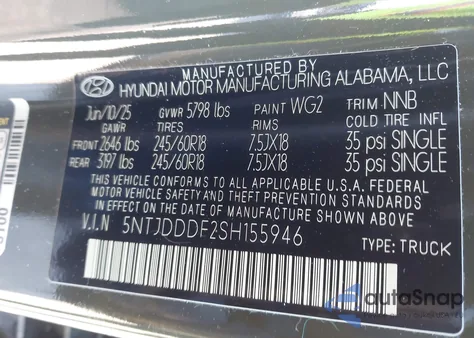 MANUFACTURED BY
HYUNDAI MOTOR MANUFACTURING ALABAMA, LLC
Jun/10/25 GVWR 5798 lbs PAINT WG2 TRIM NNB
GAWR TIRES RIMS COLD TIRE INFL
FRONT 2646 lbs 245/60R18 7.5JX18 35 psi SINGLE
REAR 3197 lbs 245/60R18 7.5JX18 35 psi SINGLE
THIS VEHICLE CONFORMS TO ALL APPLICABLE U.S.A. FEDERAL
MOTOR VEHICLE SAFETY AND THEFT PREVENTION STANDARDS
IN EFFECT ON THE DATE OF MANUFACTURE SHOWN ABOVE.
V.I.N 5NTJDDDF2SH155946
TYPE: TRUCK
autoSnap